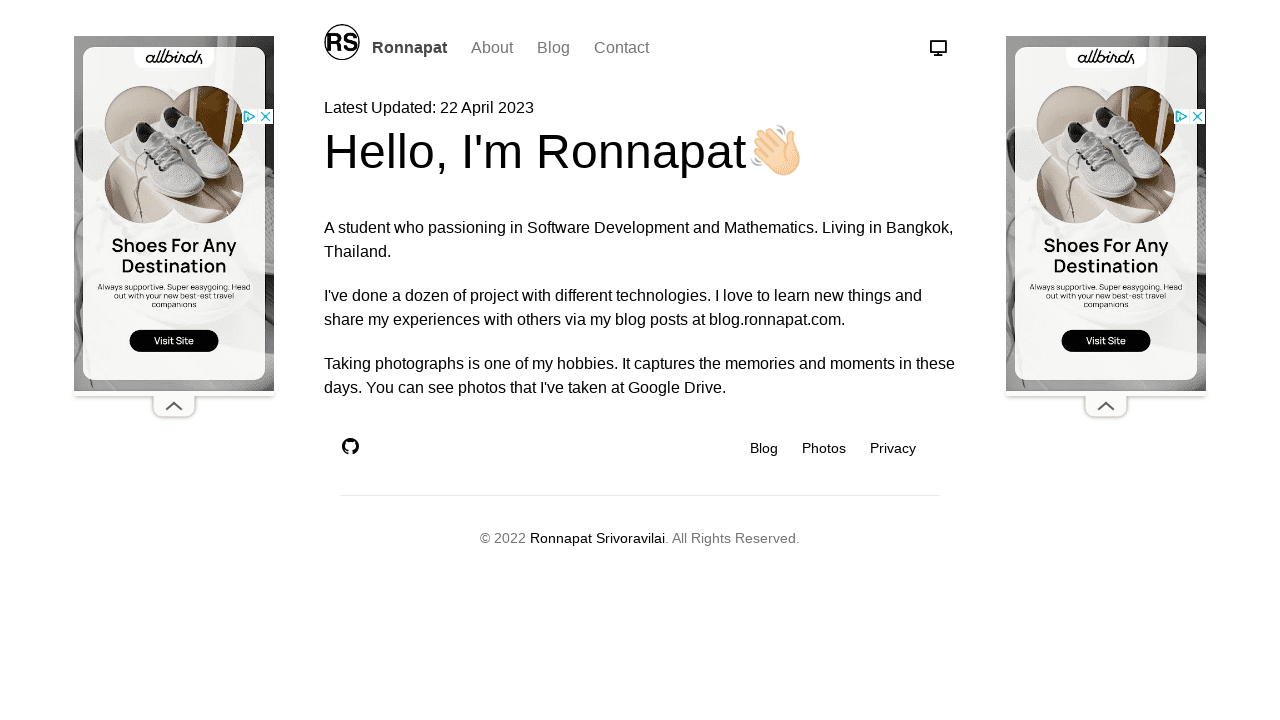 RS Ronnapat About Blog Contact
Latest Updated: 22 April 2023
Hello, I'm Ronnapat👋🏻
A student who passioning in Software Development and Mathematics. Living in Bangkok,
Thailand.
I've done a dozen of project with different technologies. I love to learn new things and
share my experiences with others via my blog posts at blog.ronnapat.com.
Taking photographs is one of my hobbies. It captures the memories and moments in these
days. You can see photos that I've taken at Google Drive.
Blog Photos Privacy
© 2022 Ronnapat Srivoravilai. All Rights Reserved.
allbirds
Shoes For Any
Destination
Always supportive. Super easygoing. Head
out with your new best-est travel
companions
Visit Site
allbirds
Shoes For Any
Destination
Always supportive. Super easygoing. Head
out with your new best-est travel
companions
Visit Site